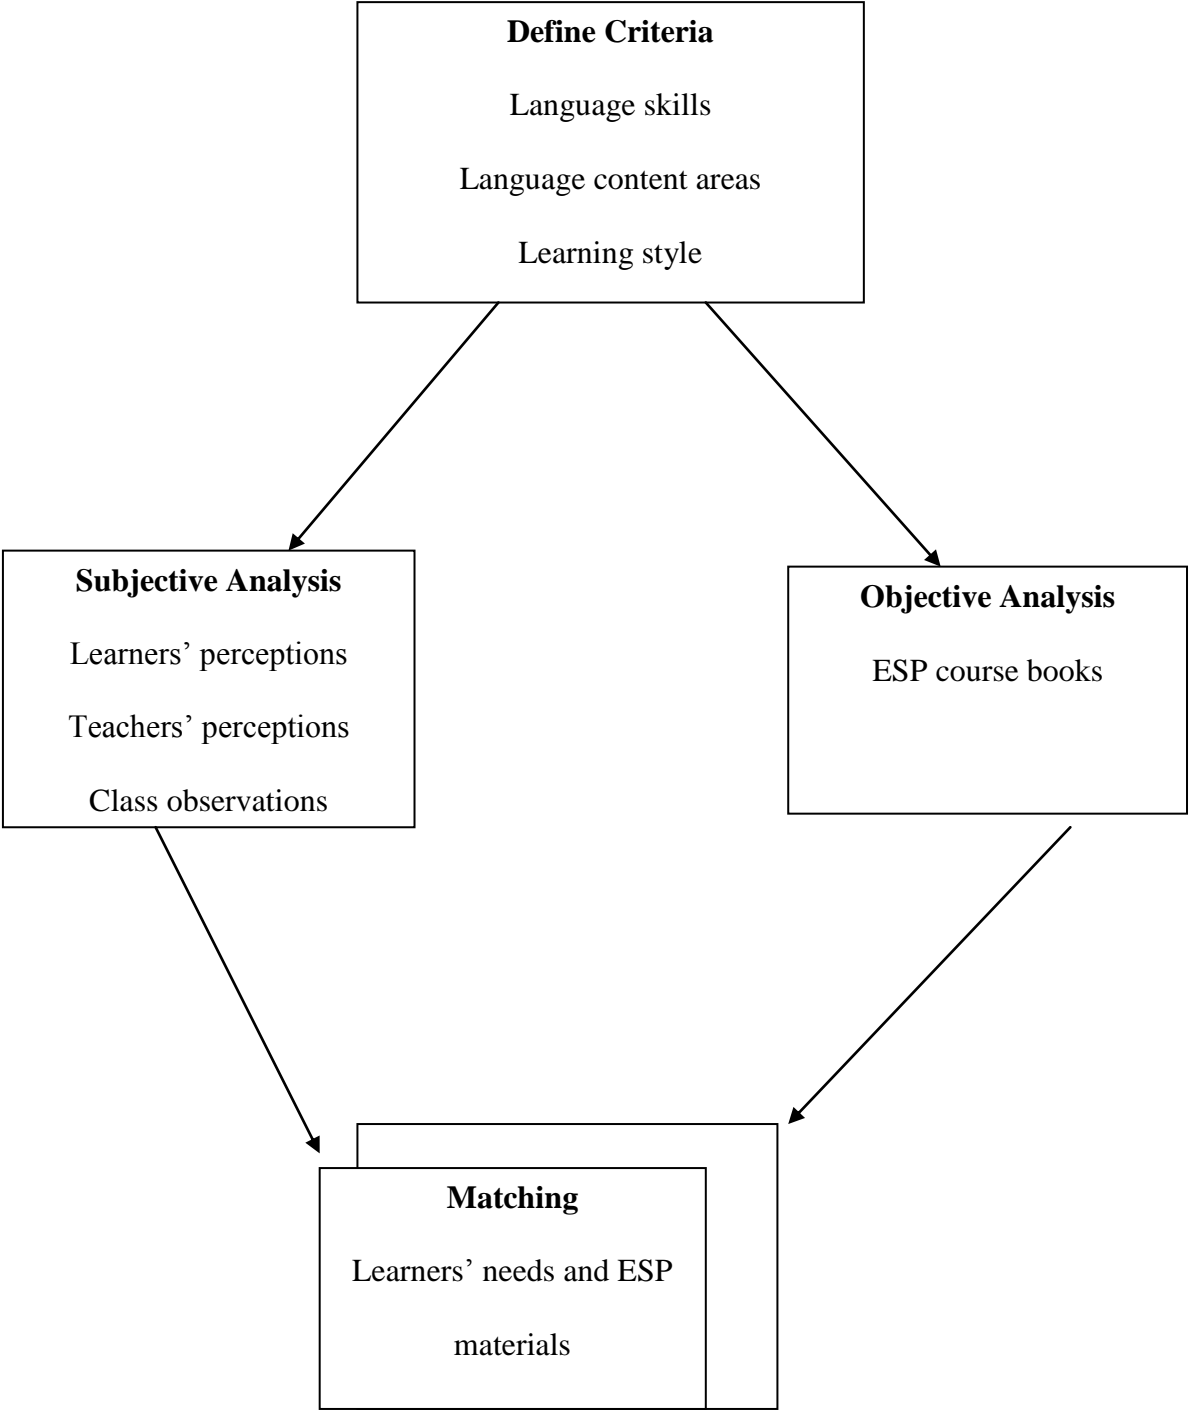 Define Criteria
Language skills
Language content areas
Learning style
Subjective Analysis
Learners’ perceptions
Teachers’ perceptions
Class observations
Objective Analysis
ESP course books
Matching
Learners’ needs and ESP
materials